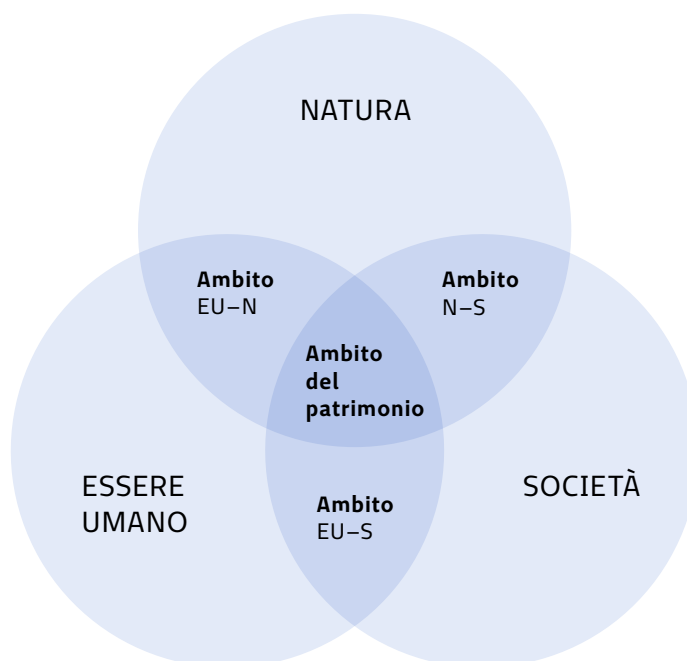 NATURA
Ambito
EU–N
Ambito
N–S
Ambito
del
patrimonio
ESSERE
UMANO
SOCIETÀ
Ambito
EU–S